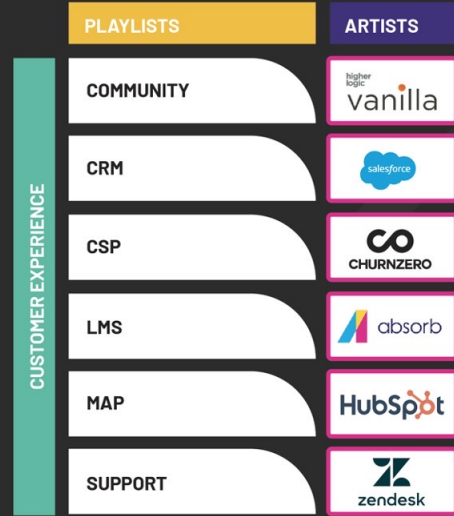 PLAYLISTS
ARTISTS
CUSTOMER EXPERIENCE
COMMUNITY
higher
logic
vanilla
CRM
salesforce
CSP
CHURNZERO
LMS
absorb
MAP
HubSpot
SUPPORT
zendesk